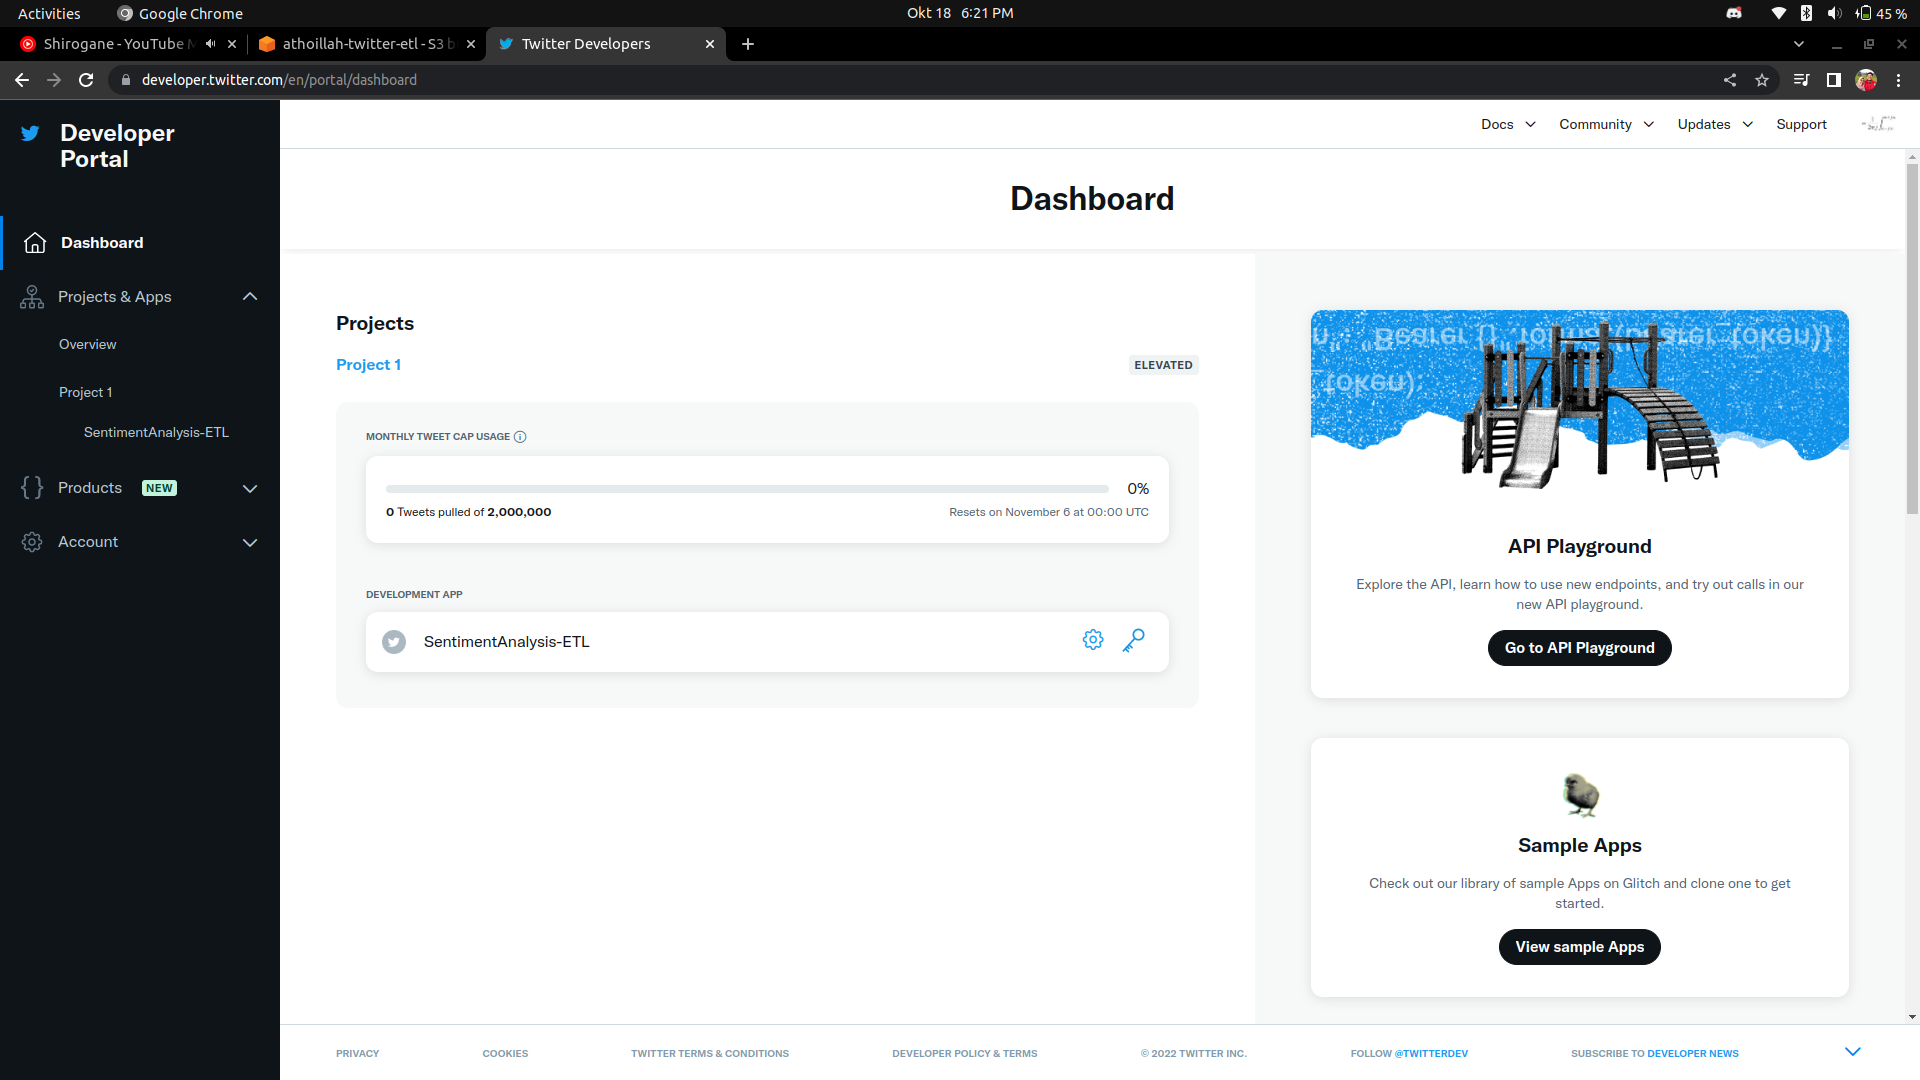 Activities
Google Chrome
Okt 18 6:21 PM
45 %
Shirogane - YouTube
athoillah-twitter-etl - S3 b
Twitter Developers
developer.twitter.com/en/portal/dashboard
Developer
Portal
Docs
Community
Updates
Support
Dashboard
Projects & Apps
Overview
Project 1
SentimentAnalysis-ETL
Products NEW
Account
Dashboard
Projects
Project 1
ELEVATED
MONTHLY TWEET CAP USAGE
0%
0 Tweets pulled of 2,000,000
Resets on November 6 at 00:00 UTC
DEVELOPMENT APP
SentimentAnalysis-ETL
API Playground
Explore the API, learn how to use new endpoints, and try out calls in our
new API playground.
Go to API Playground
Sample Apps
Check out our library of sample Apps on Glitch and clone one to get
started.
View sample Apps
PRIVACY
COOKIES
TWITTER TERMS & CONDITIONS
DEVELOPER POLICY & TERMS
© 2022 TWITTER INC.
FOLLOW @TWITTERDEV
SUBSCRIBE TO DEVELOPER NEWS